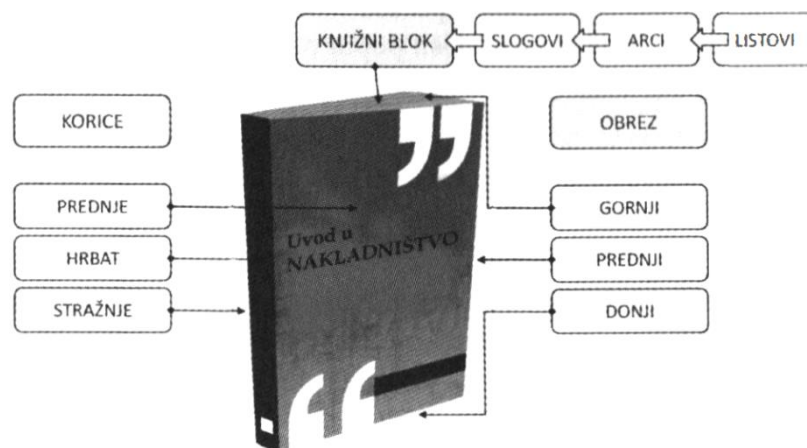 KNJIŽNI BLOK
SLOGOVI
ARCI
LISTOVI
KORICE
OBREZ
PREDNJE
GORNJI
HRBAT
PREDNJI
STRAŽNJE
DONJI
Uvod u
NAKLADNIŠTVO